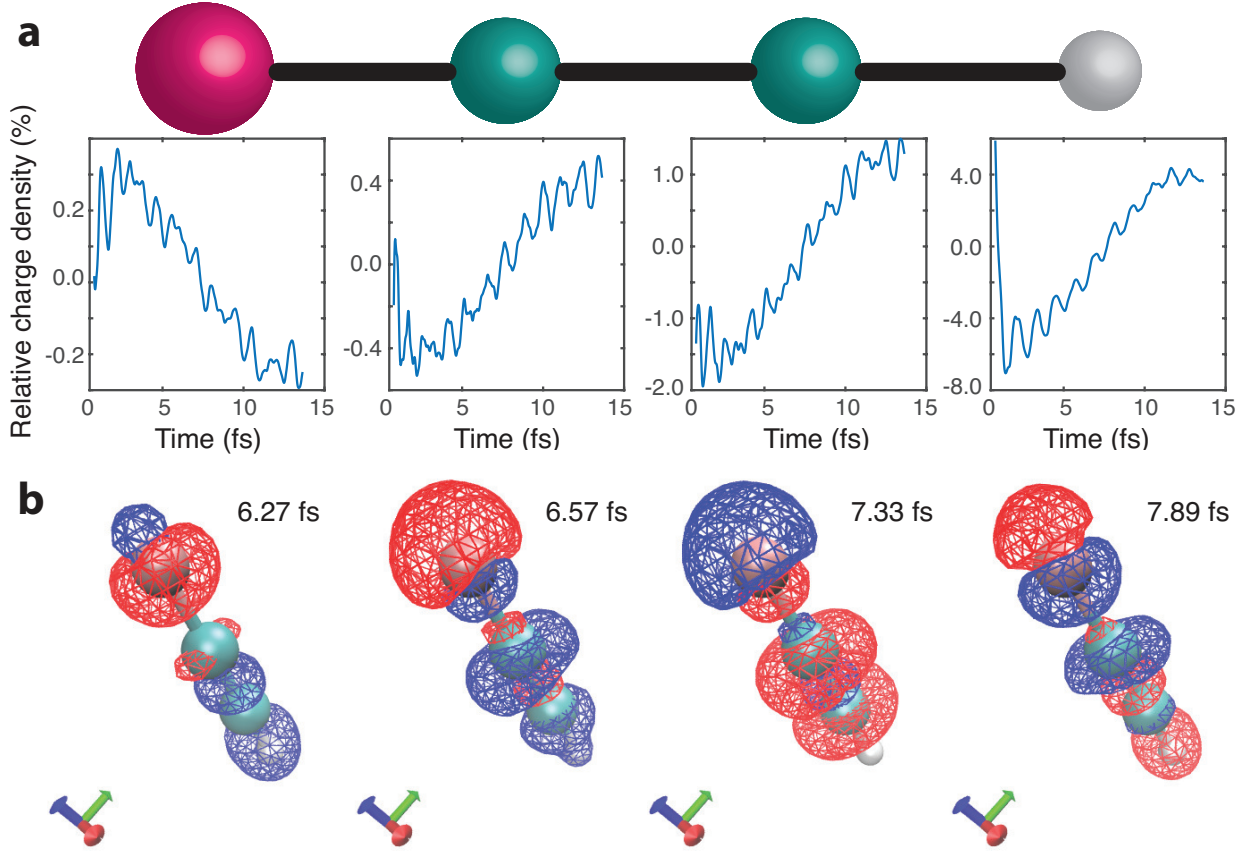 a
Relative charge density (%)
0.2
0.0
-0.2
0 5 10 15
Time (fs)
0.4
0.0
-0.4
0 5 10 15
Time (fs)
1.0
0.0
-1.0
-2.0
0 5 10 15
Time (fs)
4.0
0.0
-4.0
-8.0
0 5 10 15
Time (fs)
b
6.27 fs
6.57 fs
7.33 fs
7.89 fs